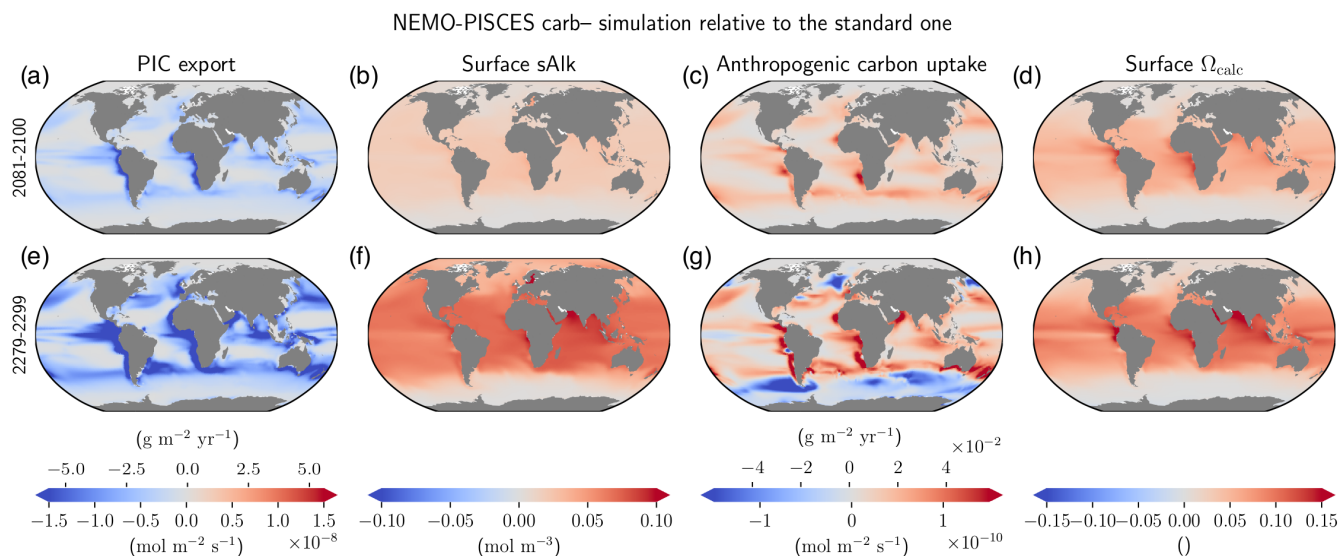 NEMO-PISCES carb– simulation relative to the standard one
PIC export
Surface sAlk
Anthropogenic carbon uptake
Surface Ωcalc
(a)
(b)
(c)
(d)
2081-2100
(e)
(f)
(g)
(h)
2279-2299
(g m⁻² yr⁻¹)
(g m⁻² yr⁻¹)
×10⁻²
−5.0 −2.5 0.0 2.5 5.0
−4 −2 0 2 4
−1.5 −1.0 −0.5 0.0 0.5 1.0 1.5
−0.10 −0.05 0.00 0.05 0.10
−1 0 1
−0.15 −0.10 −0.05 0.00 0.05 0.10 0.15
(mol m⁻² s⁻¹) ×10⁻⁸
(mol m⁻³)
(mol m⁻² s⁻¹) ×10⁻¹⁰
()